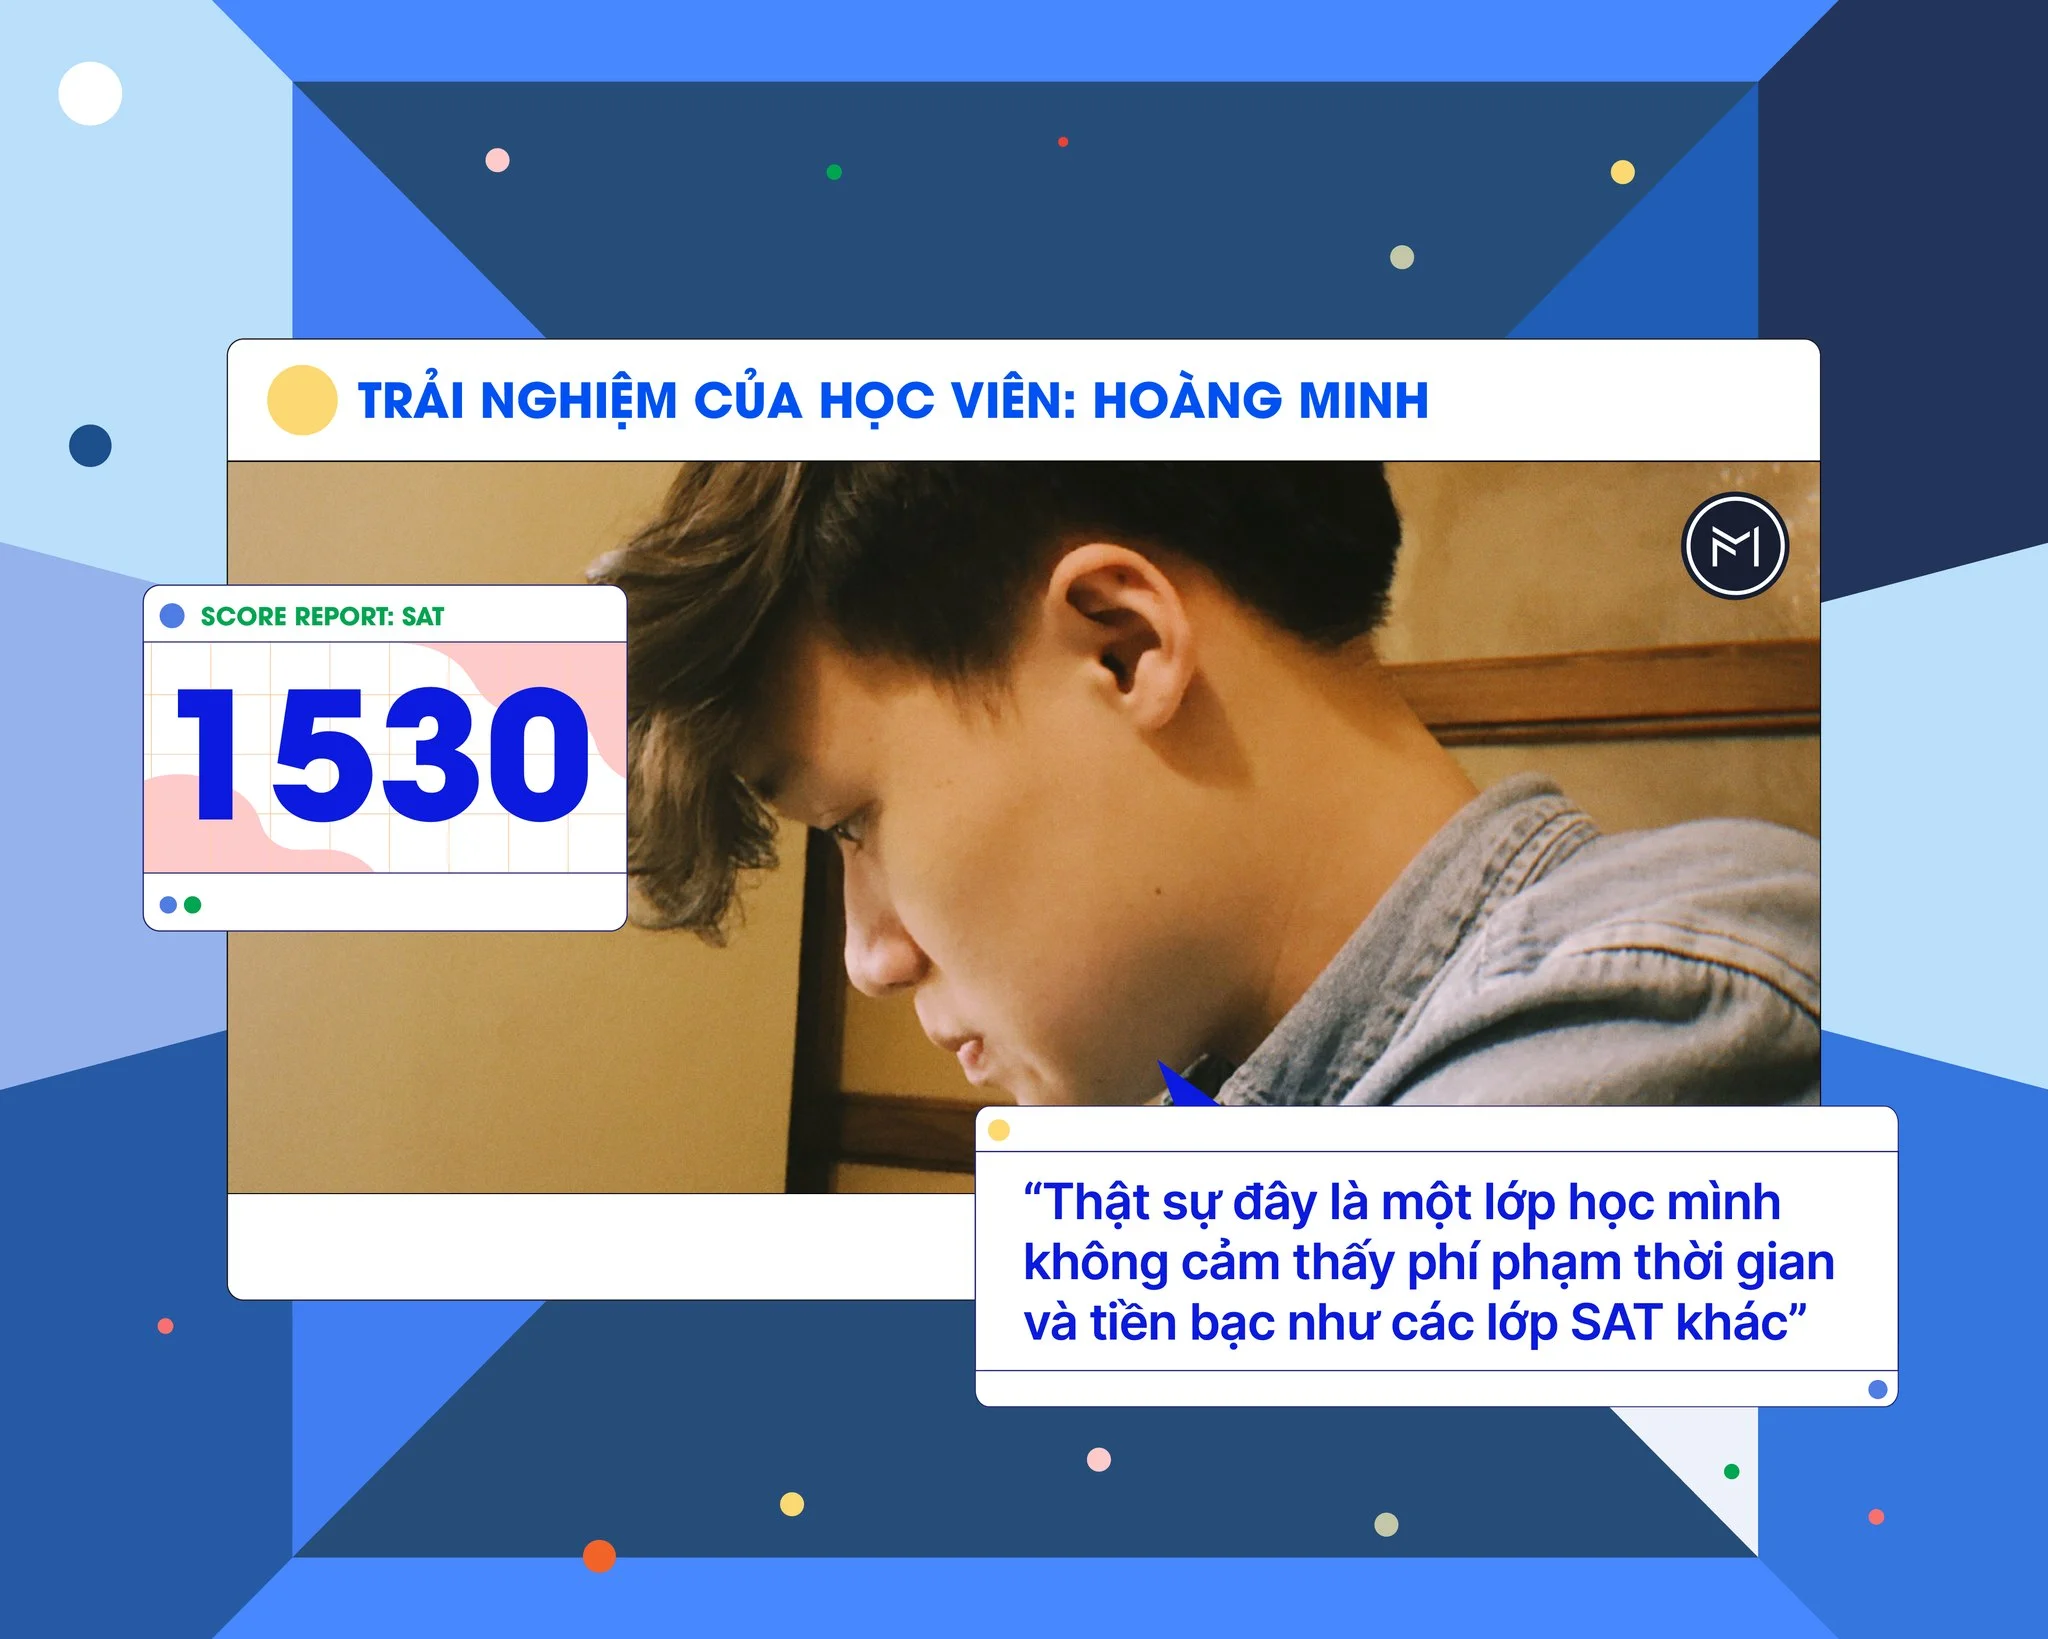 TRẢI NGHIỆM CỦA HỌC VIÊN: HOÀNG MINH
SCORE REPORT: SAT
1530
“Thật sự đây là một lớp học mình
không cảm thấy phí phạm thời gian
và tiền bạc như các lớp SAT khác”